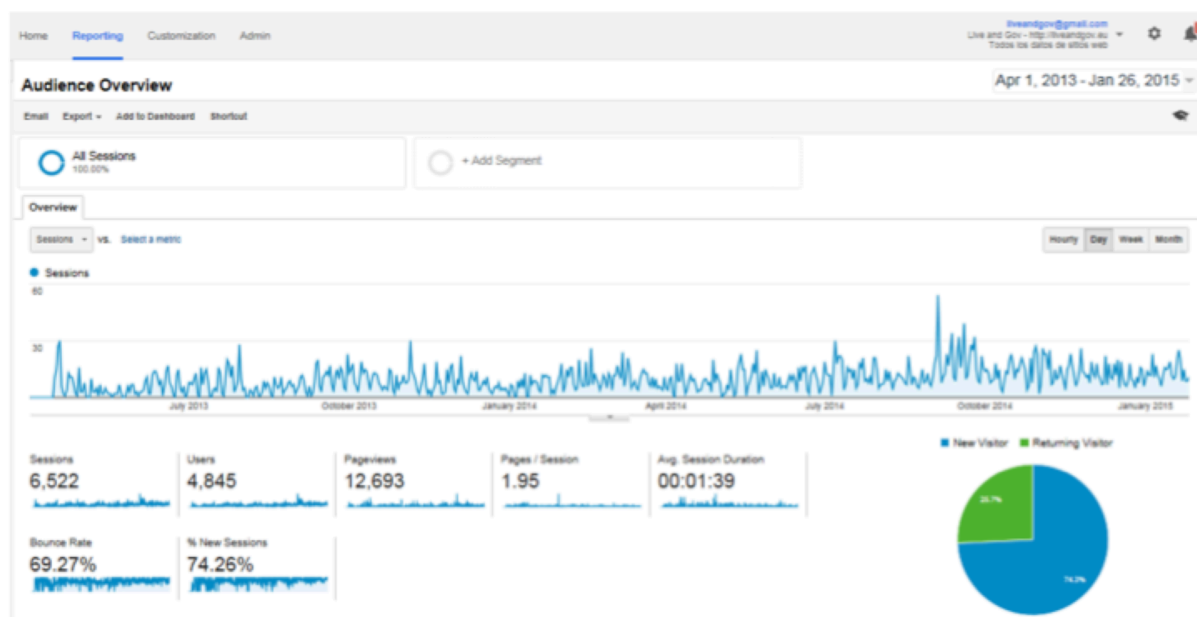 liveandgov@gmail.com
Home Reporting Customization Admin
Live and Gov - http://liveandgov.eu
Todos los datos de sitios web
Audience Overview
Apr 1, 2013 - Jan 26, 2015
Email Export Add to Dashboard Shortcut
All Sessions
100.00%
+ Add Segment
Overview
Sessions vs. Select a metric
Hourly Day Week Month
Sessions
60
30
July 2013 October 2013 January 2014 April 2014 July 2014 October 2014 January 2015
New Visitor Returning Visitor
Sessions Users Pageviews Pages / Session Avg. Session Duration
6,522 4,845 12,693 1.95 00:01:39
25.7%
Bounce Rate % New Sessions
69.27% 74.26%
74.3%